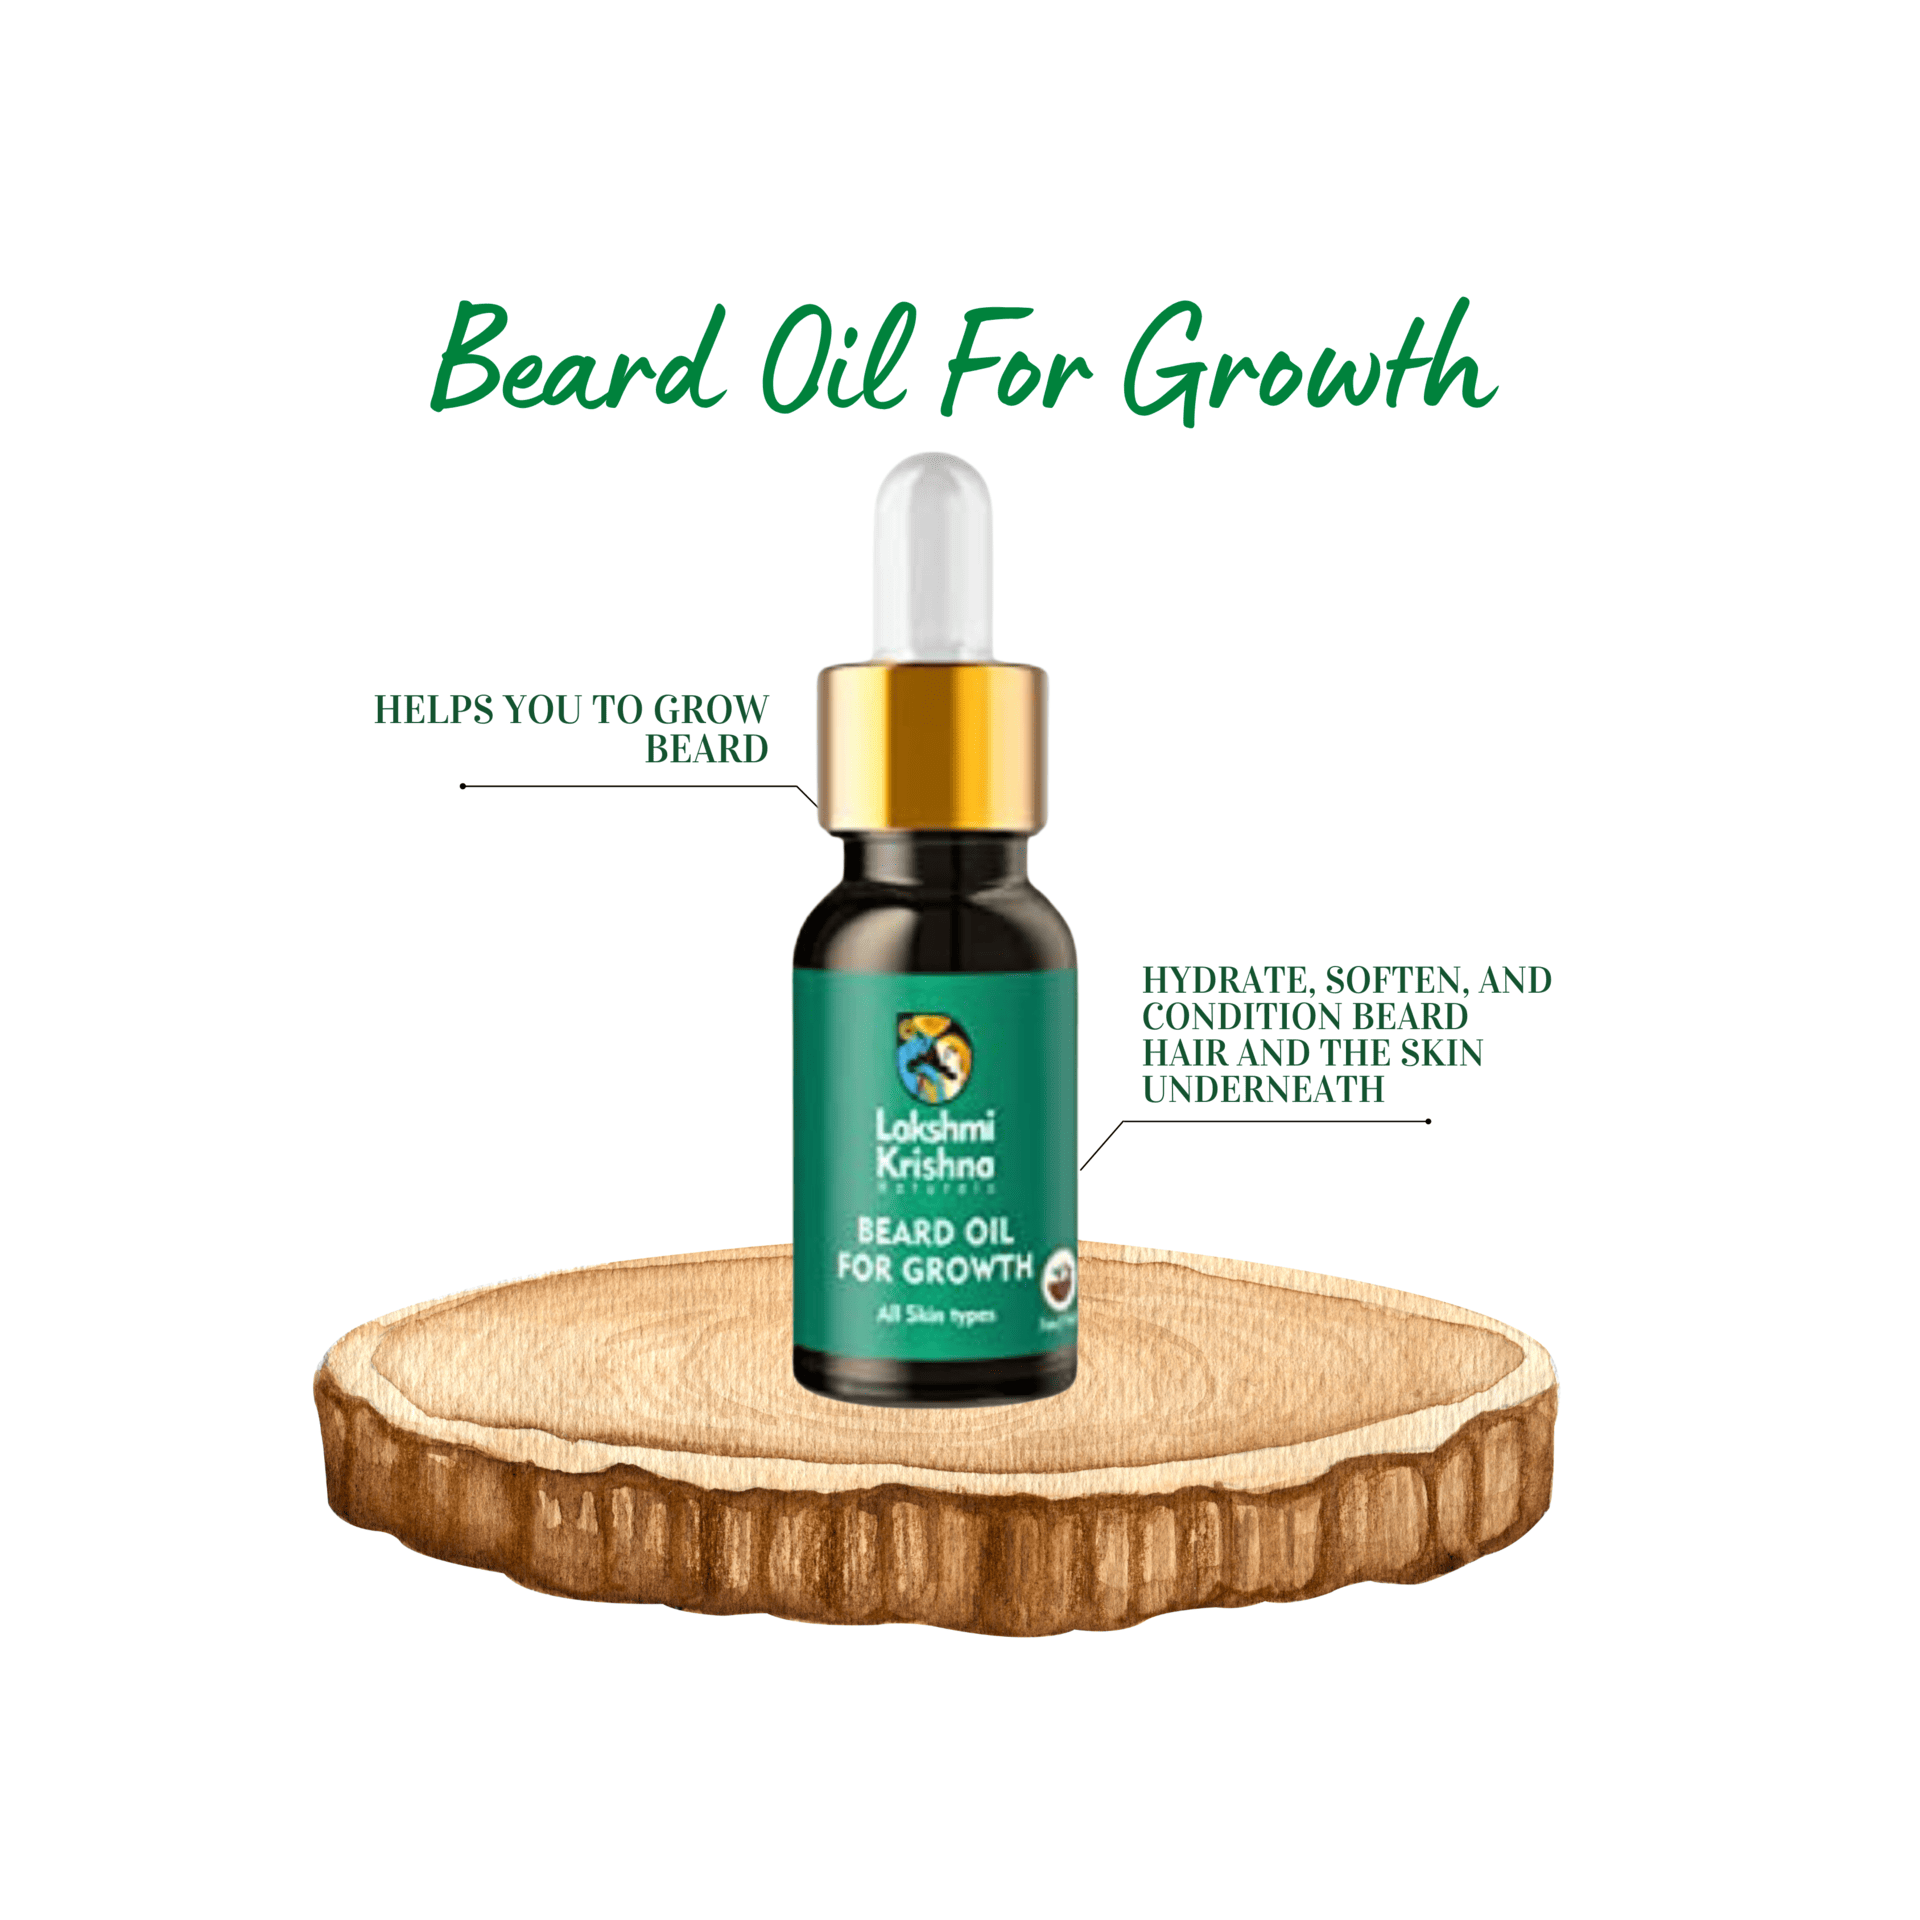 Beard Oil For Growth
HELPS YOU TO GROW
BEARD
HYDRATE, SOFTEN, AND
CONDITION BEARD
HAIR AND THE SKIN
UNDERNEATH
Lakshmi
Krishna
Naturals
BEARD OIL
FOR GROWTH
All Skin types